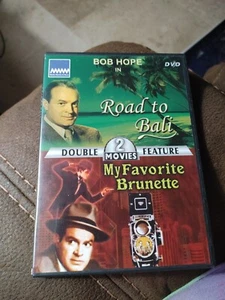 BOB HOPE
IN
DVD
Road to
Bali
DOUBLE 2 FEATURE
MOVIES
My Favorite
Brunette